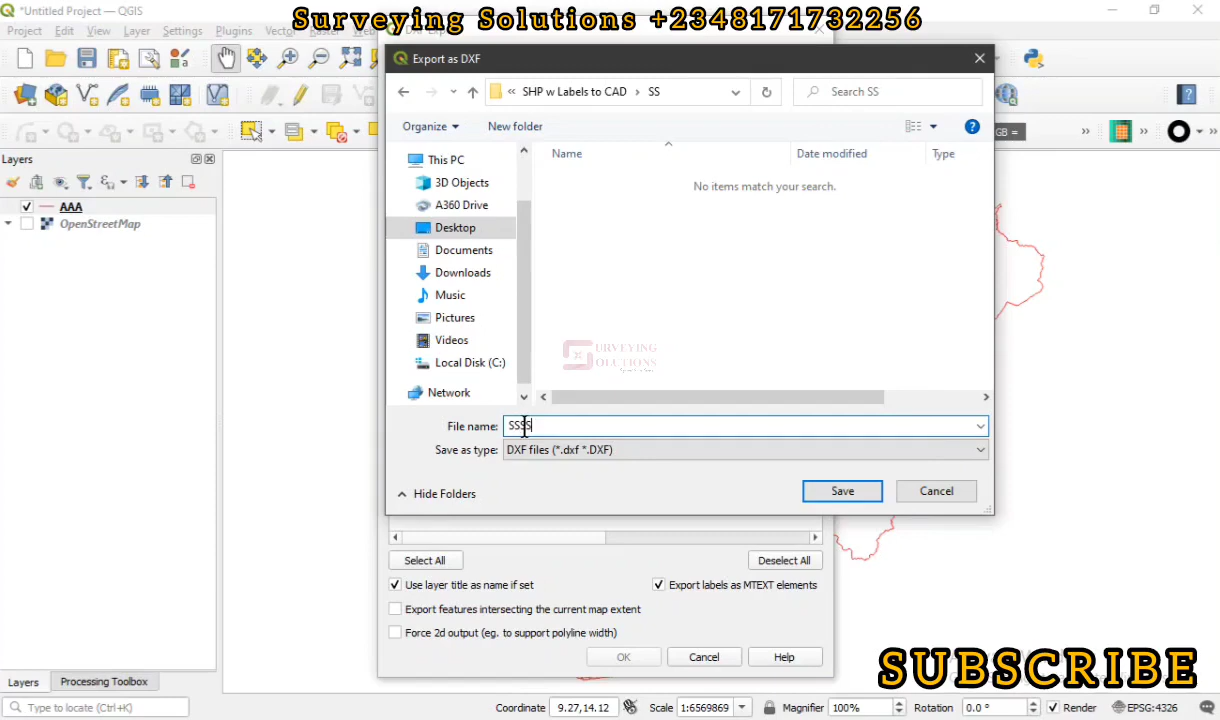 *Untitled Project — QGIS
Surveying Solutions +2348171732256
Project Edit View Layer Settings Plugins Vector
Export as DXF
« SHP w Labels to CAD › SS
Search SS
Organize
New folder
GB =
»
»
»
Layers
This PC
3D Objects
A360 Drive
Desktop
Documents
Downloads
Music
Pictures
Videos
Local Disk (C:)
Network
Name
Date modified
Type
No items match your search.
AAA
OpenStreetMap
SURVEYING
SOLUTIONS
File name: SSSS
Save as type: DXF files (*.dxf *.DXF)
Hide Folders
Save
Cancel
Select All
Deselect All
Use layer title as name if set
Export labels as MTEXT elements
Export features intersecting the current map extent
Force 2d output (eg. to support polyline width)
OK
Cancel
Help
SUBSCRIBE
Layers
Processing Toolbox
Type to locate (Ctrl+K)
Coordinate 9.27,14.12
Scale 1:6569869
Magnifier 100%
Rotation 0.0 °
Render
EPSG:4326